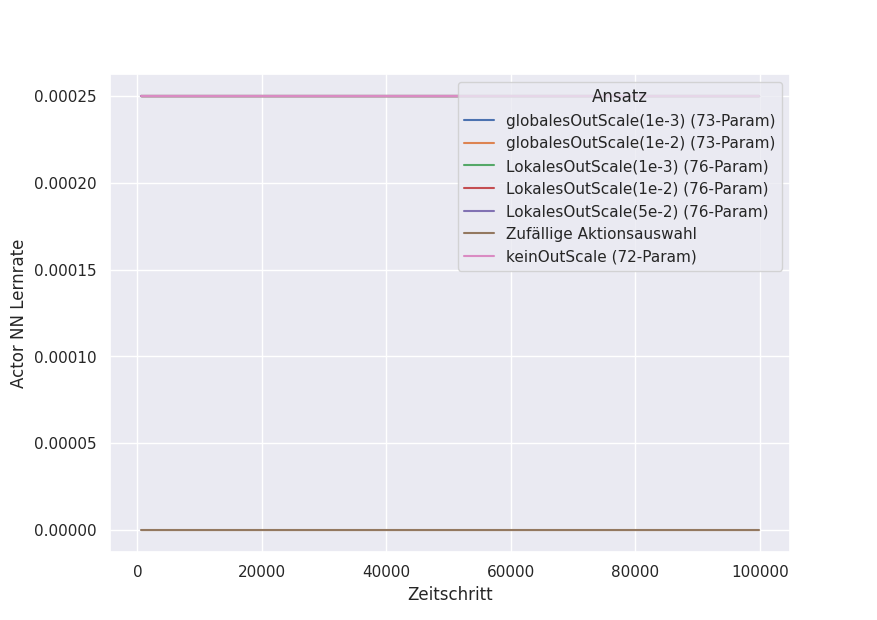 0.00025
0.00020
0.00015
0.00010
0.00005
0.00000
Actor NN Lernrate
Ansatz
globalesOutScale(1e-3) (73-Param)
globalesOutScale(1e-2) (73-Param)
LokalesOutScale(1e-3) (76-Param)
LokalesOutScale(1e-2) (76-Param)
LokalesOutScale(5e-2) (76-Param)
Zufällige Aktionsauswahl
keinOutScale (72-Param)
0 20000 40000 60000 80000 100000
Zeitschritt